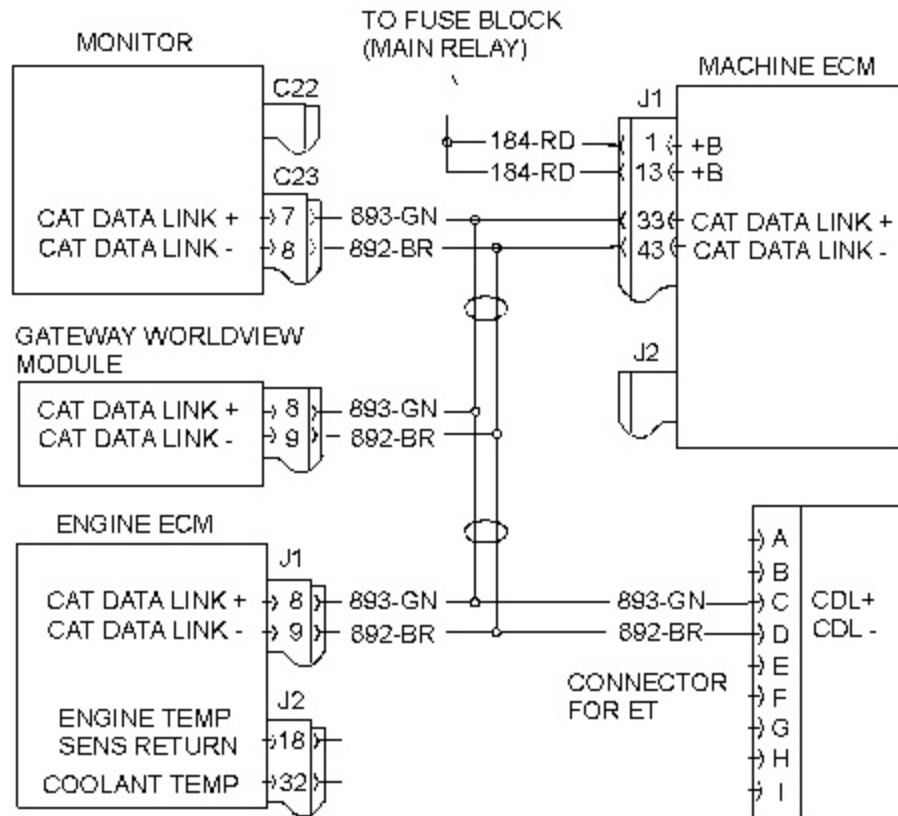 TO FUSE BLOCK
(MAIN RELAY)
MONITOR
MACHINE ECM
C22
J1
184-RD 1 +B
184-RD 13 +B
C23
CAT DATA LINK + 7 893-GN 33 CAT DATA LINK +
CAT DATA LINK - 8 892-BR 43 CAT DATA LINK -
GATEWAY WORLDVIEW
MODULE
J2
CAT DATA LINK + 8 893-GN
CAT DATA LINK - 9 892-BR
ENGINE ECM
A
J1
B
CAT DATA LINK + 8 893-GN 893-GN C CDL+
CAT DATA LINK - 9 892-BR 892-BR D CDL -
E
CONNECTOR
FOR ET
F
J2
ENGINE TEMP
SENS RETURN 18
G
H
COOLANT TEMP 32
I